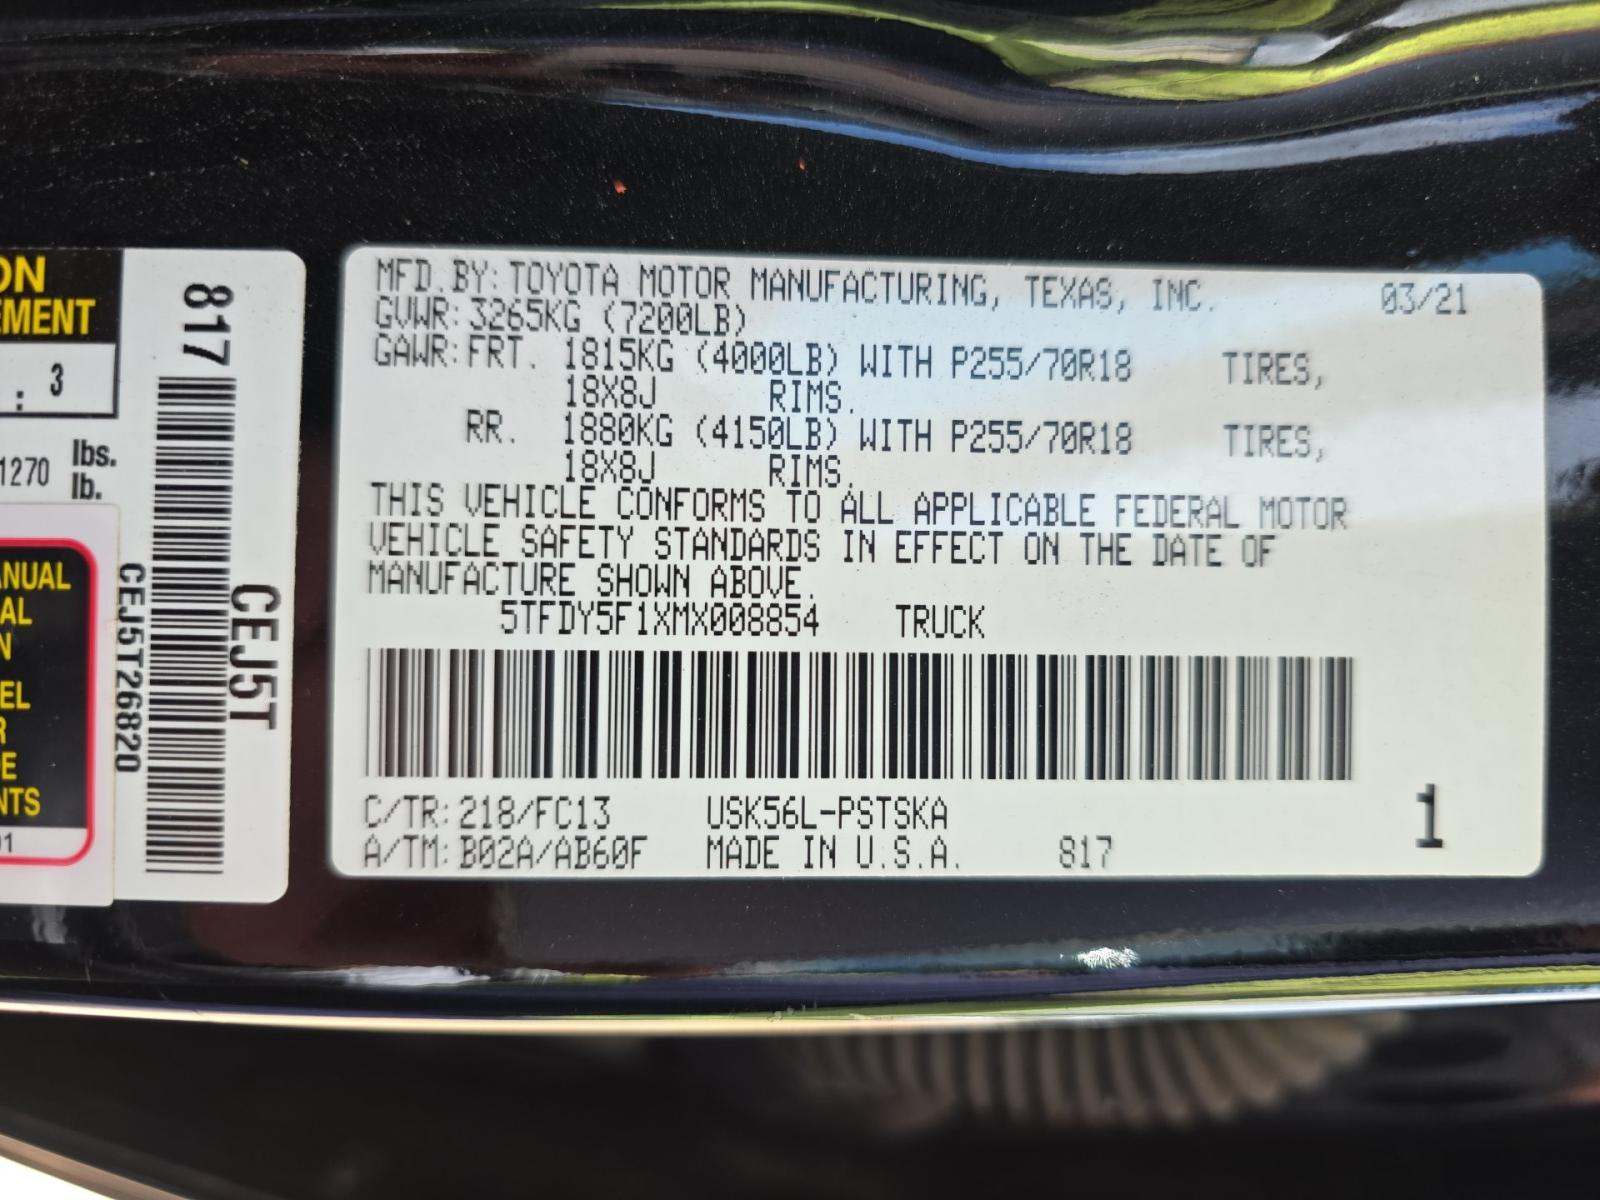 ON
EMENT
: 3
1270 lbs.
lb.
ANUAL
AL
N
EL
R
E
NTS
01
817
CEJ5T
CEJ5T26820
MFD.BY: TOYOTA MOTOR MANUFACTURING, TEXAS, INC. 03/21
GVWR: 3265KG (7200LB)
GAWR: FRT. 1815KG (4000LB) WITH P255/70R18 TIRES,
18X8J RIMS.
RR. 1880KG (4150LB) WITH P255/70R18 TIRES,
18X8J RIMS.
THIS VEHICLE CONFORMS TO ALL APPLICABLE FEDERAL MOTOR
VEHICLE SAFETY STANDARDS IN EFFECT ON THE DATE OF
MANUFACTURE SHOWN ABOVE.
5TFDY5F1XMX008854 TRUCK
C/TR: 218/FC13 USK56L-PSTSKA
A/TM: B02A/AB60F MADE IN U.S.A. 817
1